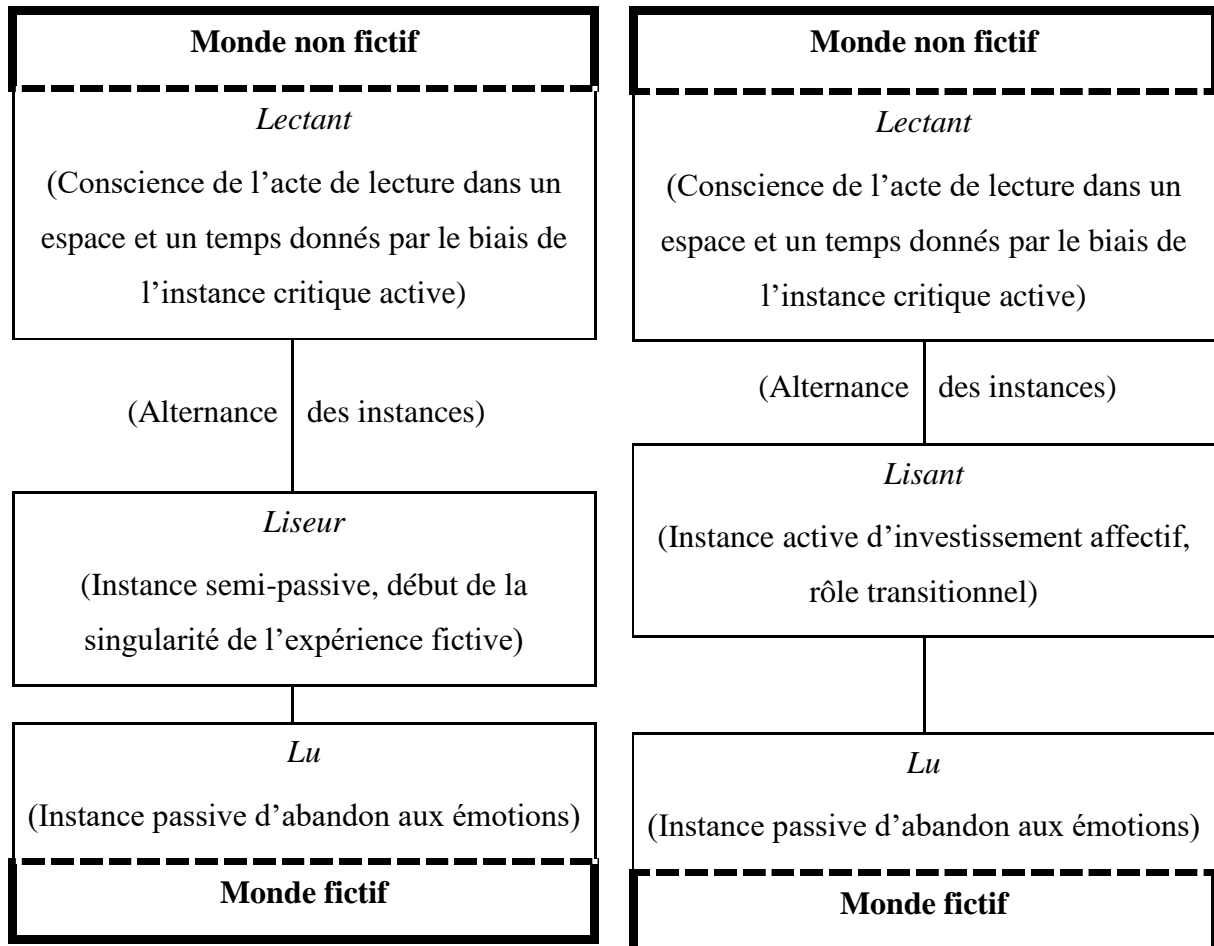 Monde non fictif
Lectant
(Conscience de l’acte de lecture dans un
espace et un temps donnés par le biais de
l’instance critique active)
(Alternance des instances)
Liseur
(Instance semi-passive, début de la
singularité de l’expérience fictive)
Lu
(Instance passive d’abandon aux émotions)
Monde fictif
Monde non fictif
Lectant
(Conscience de l’acte de lecture dans un
espace et un temps donnés par le biais de
l’instance critique active)
(Alternance des instances)
Lisant
(Instance active d’investissement affectif,
rôle transitionnel)
Lu
(Instance passive d’abandon aux émotions)
Monde fictif